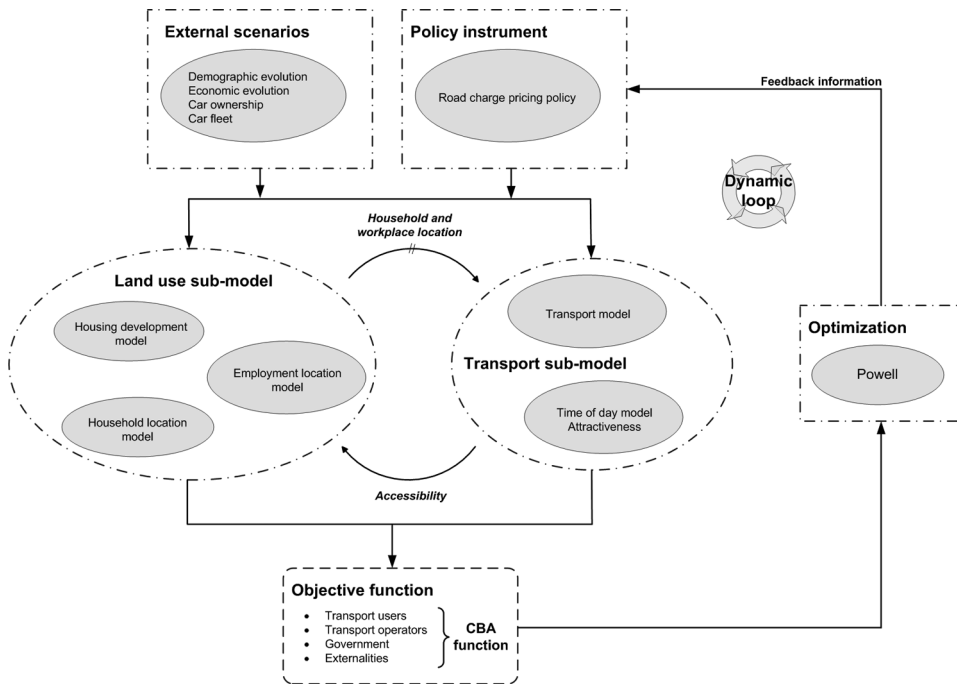 External scenarios
Demographic evolution
Economic evolution
Car ownership
Car fleet
Policy instrument
Road charge pricing policy
Feedback information
Dynamic
loop
Household and
workplace location
Land use sub-model
Housing development
model
Employment location
model
Household location
model
Transport model
Transport sub-model
Time of day model
Attractiveness
Accessibility
Optimization
Powell
Objective function
• Transport users
• Transport operators
• Government
• Externalities
CBA
function